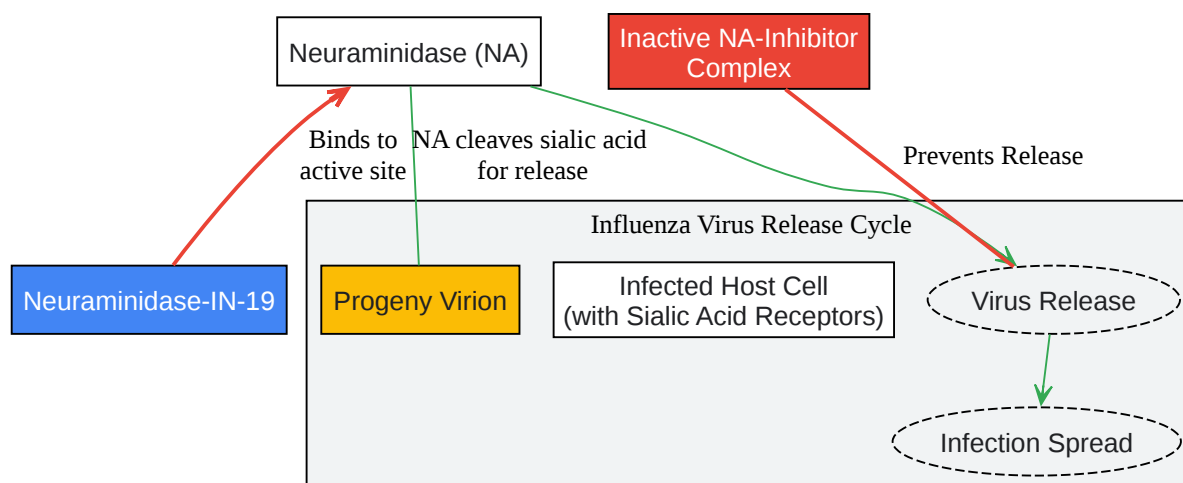 Neuraminidase (NA)
Inactive NA-Inhibitor
Complex
Binds to
active site
NA cleaves sialic acid
for release
Prevents Release
Influenza Virus Release Cycle
Neuraminidase-IN-19
Progeny Virion
Infected Host Cell
(with Sialic Acid Receptors)
Virus Release
Infection Spread